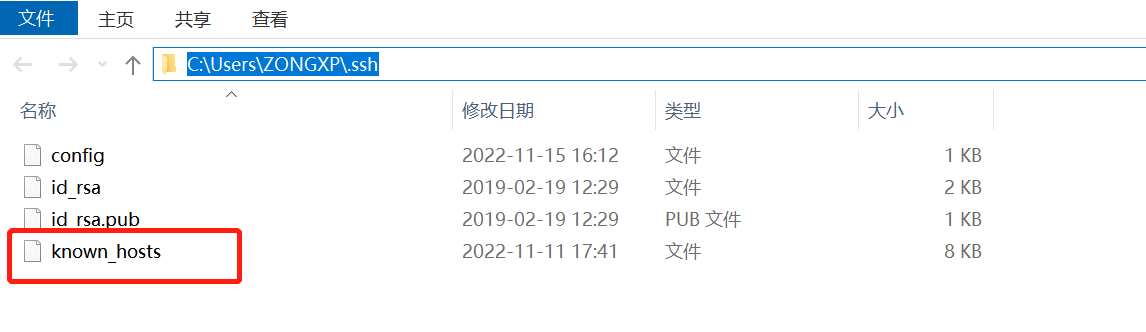 文件 主页 共享 查看
C:\Users\ZONGXP\.ssh
名称 修改日期 类型 大小
config 2022-11-15 16:12 文件 1 KB
id_rsa 2019-02-19 12:29 文件 2 KB
id_rsa.pub 2019-02-19 12:29 PUB 文件 1 KB
known_hosts 2022-11-11 17:41 文件 8 KB